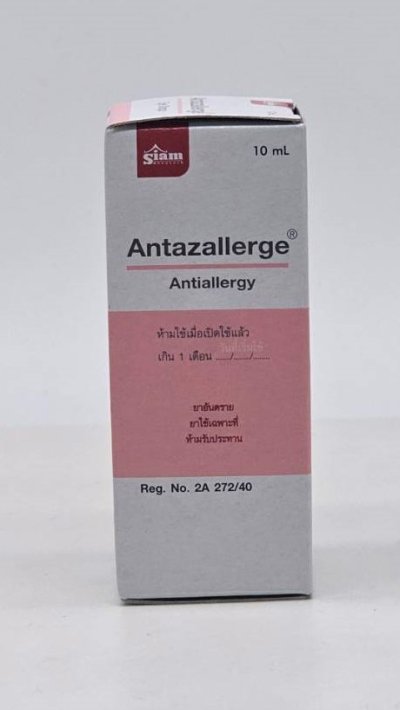 Siam
10 mL
Antazallerge®
Antiallergy
ห้ามใช้เมื่อเปิดใช้แล้ว
เกิน 1 เดือน ....../....../......
ยาอันตราย
ยาใช้เฉพาะที่
ห้ามรับประทาน
Reg. No. 2A 272/40